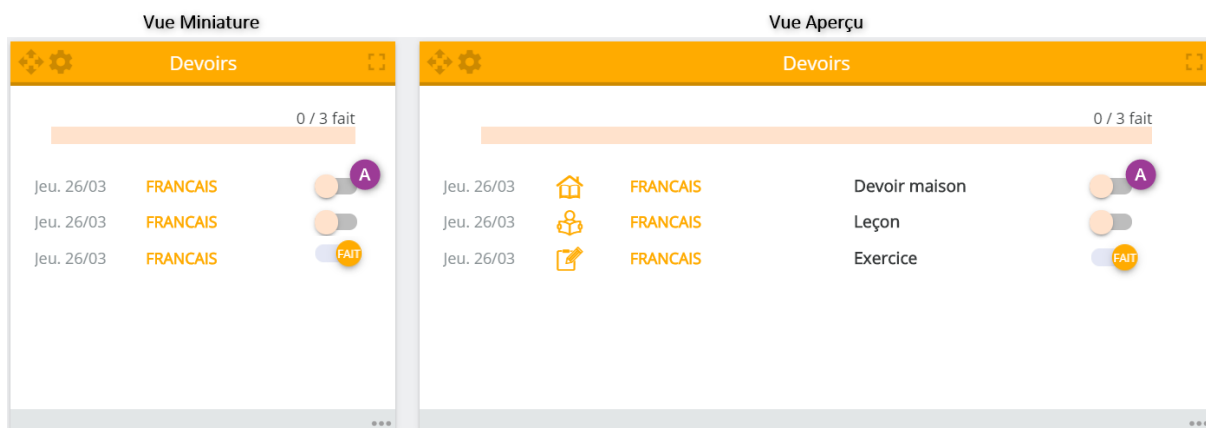 Vue Miniature
Devoirs
0 / 3 fait
Jeu. 26/03 FRANCAIS A
Jeu. 26/03 FRANCAIS
Jeu. 26/03 FRANCAIS FAIT
Vue Aperçu
Devoirs
0 / 3 fait
Jeu. 26/03 FRANCAIS Devoir maison A
Jeu. 26/03 FRANCAIS Leçon
Jeu. 26/03 FRANCAIS Exercice FAIT